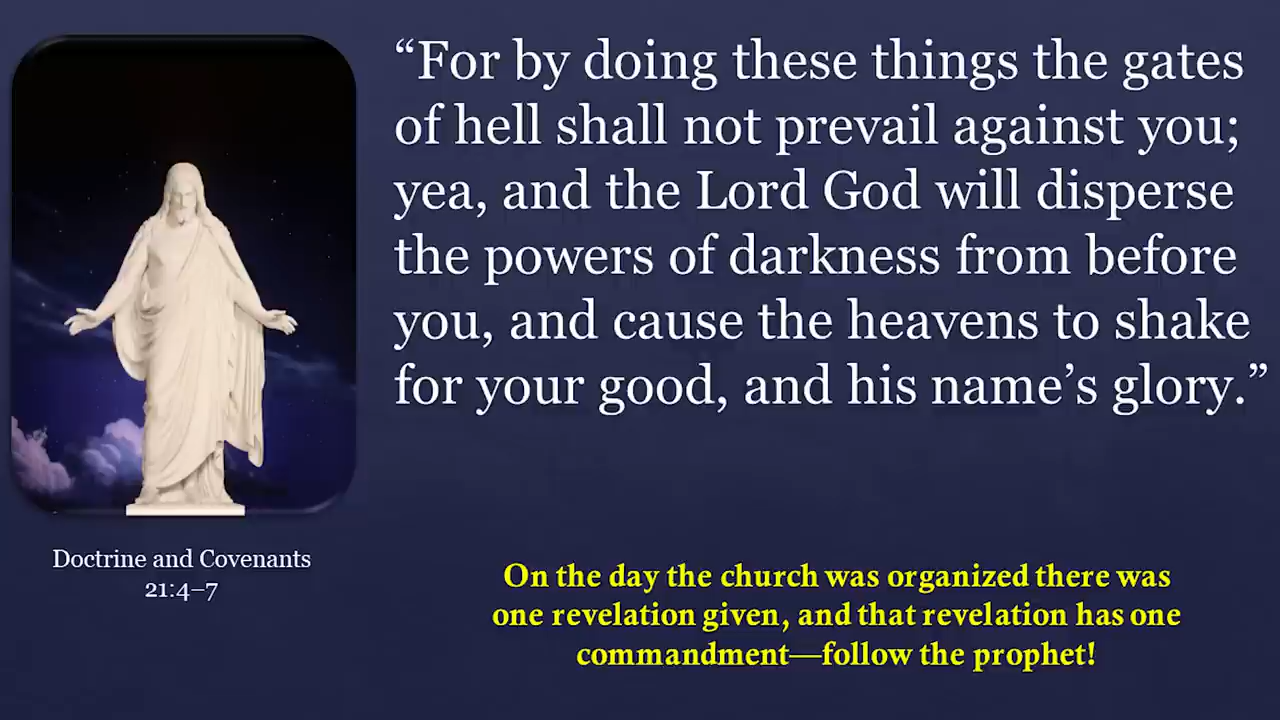 “For by doing these things the gates
of hell shall not prevail against you;
yea, and the Lord God will disperse
the powers of darkness from before
you, and cause the heavens to shake
for your good, and his name’s glory.”
Doctrine and Covenants
21:4–7
On the day the church was organized there was
one revelation given, and that revelation has one
commandment—follow the prophet!